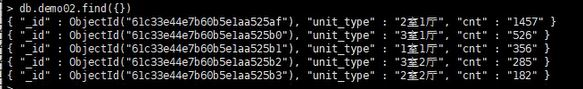 > db.demo02.find({})
{ "_id" : ObjectId("61c33e44e7b60b5e1aa525af"), "unit_type" : "2室1厅", "cnt" : "1457" }
{ "_id" : ObjectId("61c33e44e7b60b5e1aa525b0"), "unit_type" : "3室1厅", "cnt" : "526" }
{ "_id" : ObjectId("61c33e44e7b60b5e1aa525b1"), "unit_type" : "1室1厅", "cnt" : "356" }
{ "_id" : ObjectId("61c33e44e7b60b5e1aa525b2"), "unit_type" : "3室2厅", "cnt" : "285" }
{ "_id" : ObjectId("61c33e44e7b60b5e1aa525b3"), "unit_type" : "2室2厅", "cnt" : "182" }